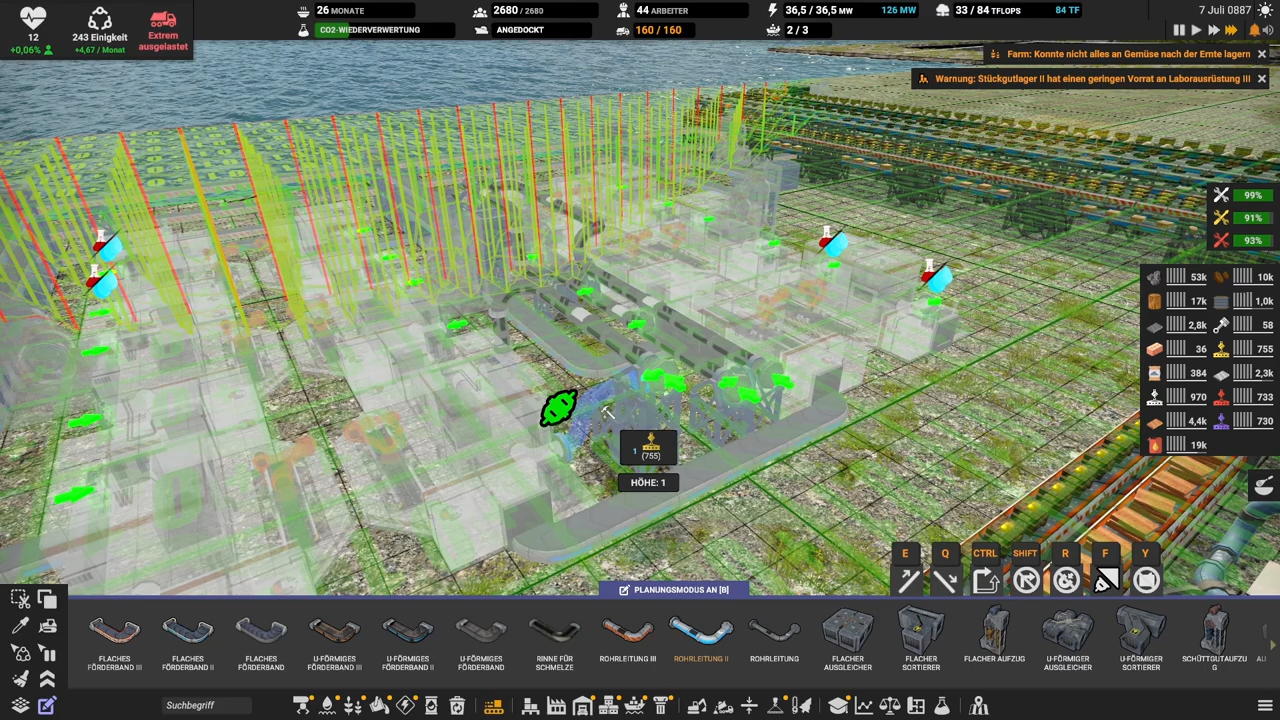 26 MONATE
2680 / 2680
44 ARBEITER
36,5 / 36,5 MW
126 MW
33 / 84 TFLOPS
84 TF
7 Juli 0887
12
+0,06%
243 Einigkeit
+4,67 / Monat
Extrem
ausgelastet
CO2-WIEDERVERWERTUNG
ANGEDOCKT
160 / 160
2 / 3
Farm: Konnte nicht alles an Gemüse nach der Ernte lagern
Warnung: Stückgutlager II hat einen geringen Vorrat an Laborausrüstung III
99%
91%
93%
53k
10k
17k
1,0k
2,8k
58
36
755
384
2,3k
970
733
4,4k
730
19k
1
(755)
HÖHE: 1
E
Q
CTRL
SHIFT
R
F
Y
PLANUNGSMODUS AN [B]
FLACHES
FÖRDERBAND III
FLACHES
FÖRDERBAND II
FLACHES
FÖRDERBAND
U-FÖRMIGES
FÖRDERBAND III
U-FÖRMIGES
FÖRDERBAND II
U-FÖRMIGES
FÖRDERBAND
RINNE FÜR
SCHMELZE
ROHRLEITUNG III
ROHRLEITUNG II
ROHRLEITUNG
FLACHER
AUSGLEICHER
FLACHER
SORTIERER
FLACHER AUFZUG
U-FÖRMIGER
AUSGLEICHER
U-FÖRMIGER
SORTIERER
SCHÜTTGUTAUFZU
G
AU
Suchbegriff